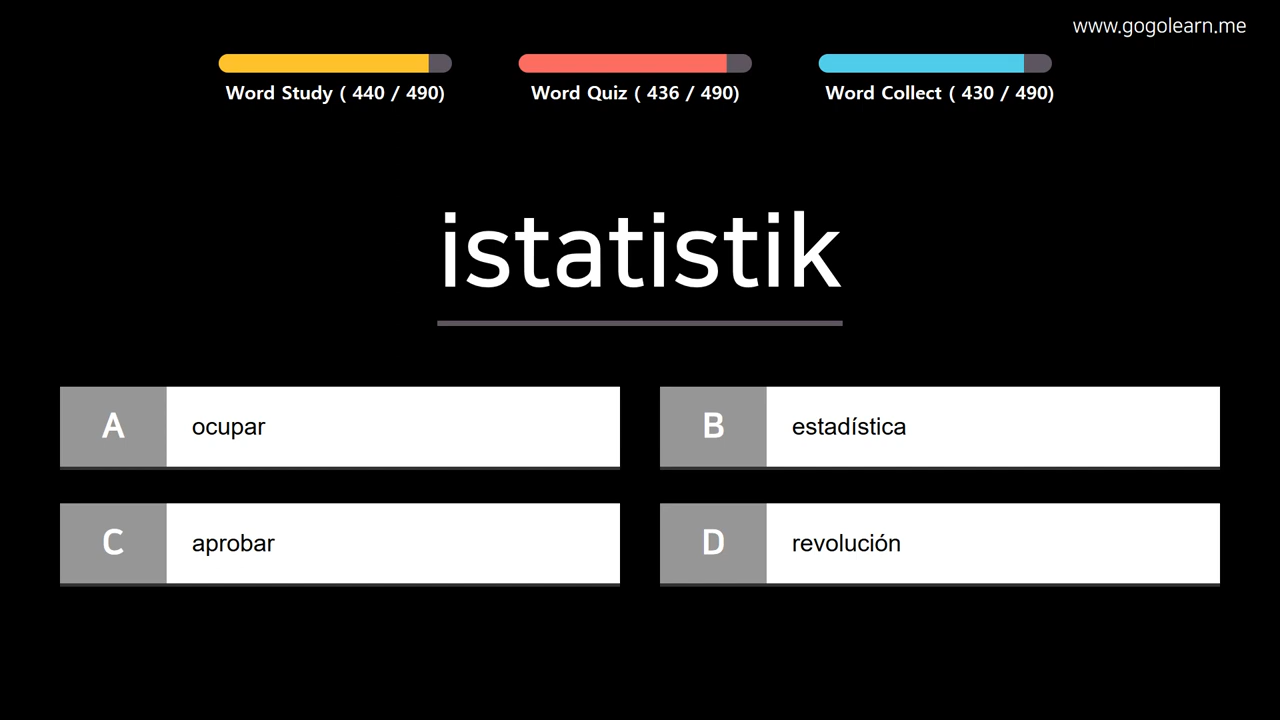 www.gogolearn.me
Word Study ( 440 / 490)
Word Quiz ( 436 / 490)
Word Collect ( 430 / 490)
istatistik
A
ocupar
B
estadística
C
aprobar
D
revolución